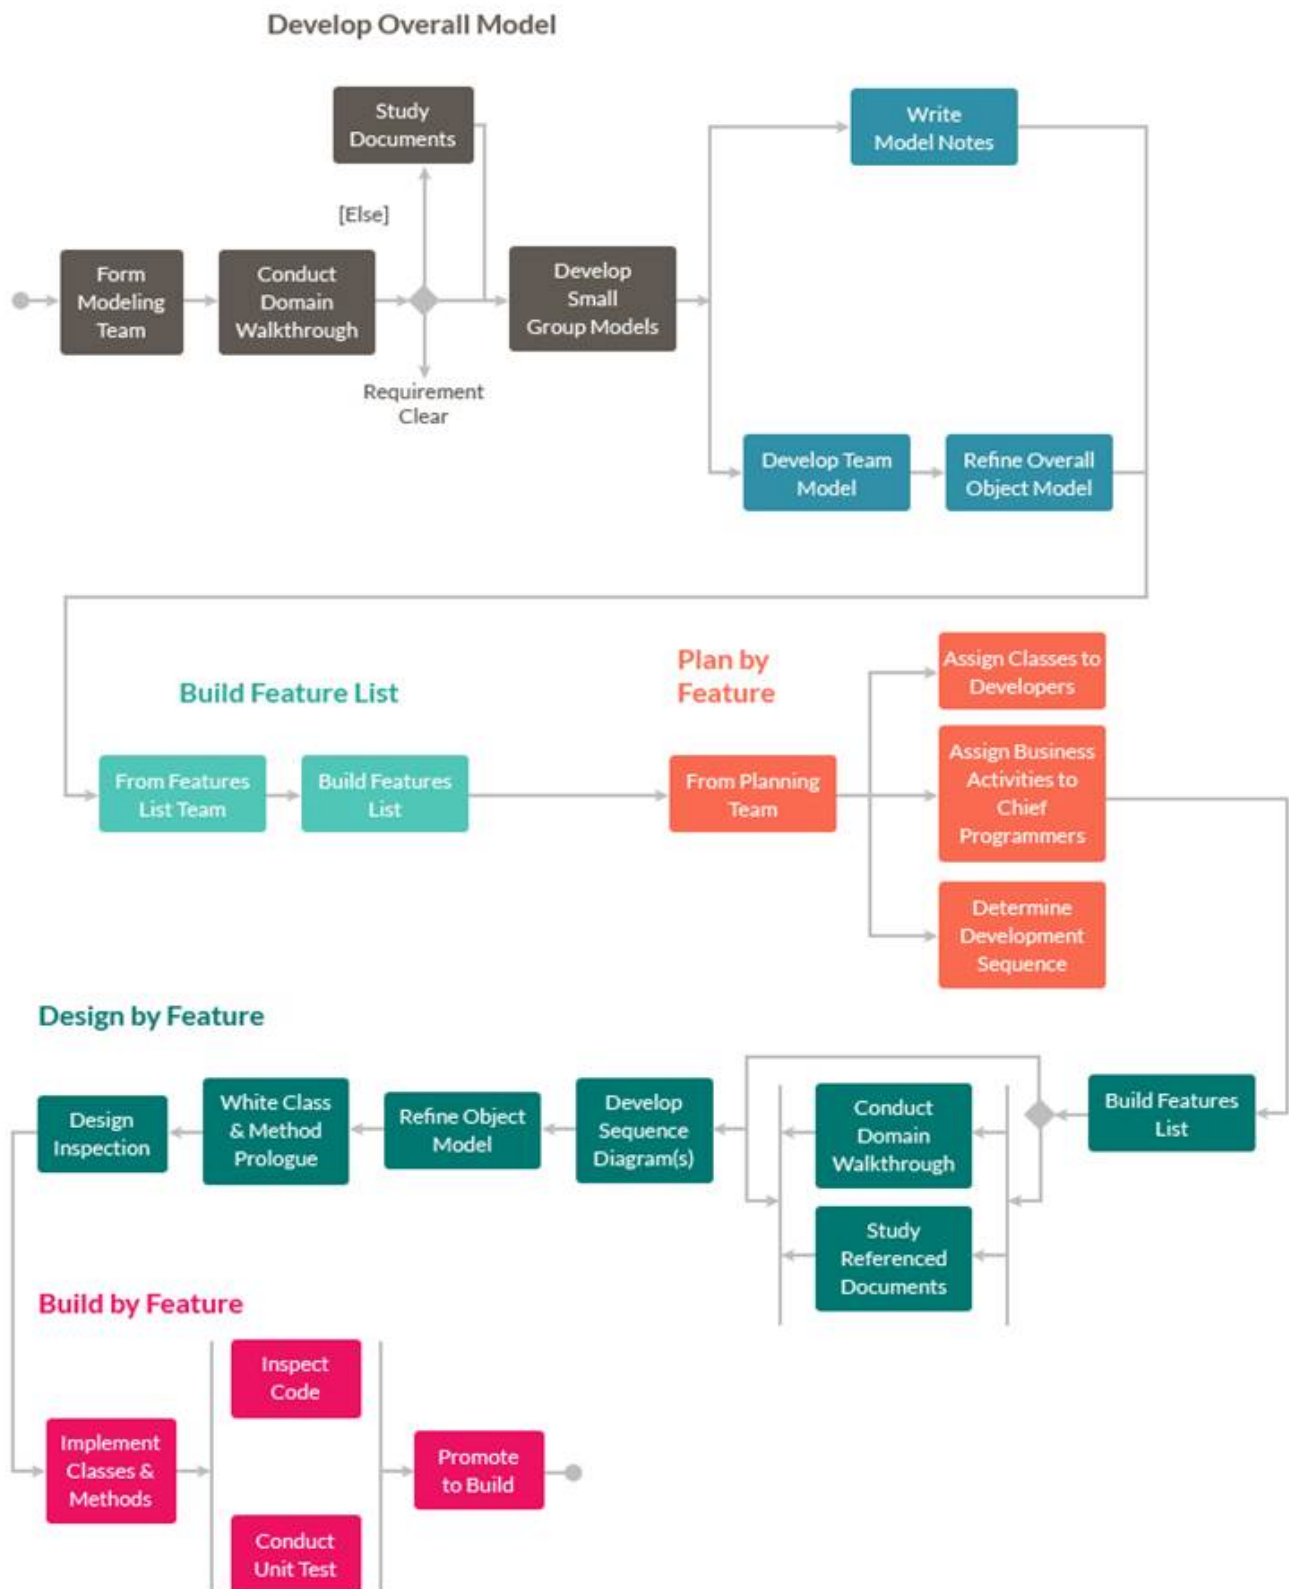 Develop Overall Model
Study
Documents
Write
Model Notes
[Else]
Form
Modeling
Team
Conduct
Domain
Walkthrough
Develop
Small
Group Models
Requirement
Clear
Develop Team
Model
Refine Overall
Object Model
Build Feature List
Plan by
Feature
Assign Classes to
Developers
From Features
List Team
Build Features
List
From Planning
Team
Assign Business
Activities to
Chief
Programmers
Determine
Development
Sequence
Design by Feature
Design
Inspection
White Class
& Method
Prologue
Refine Object
Model
Develop
Sequence
Diagram(s)
Conduct
Domain
Walkthrough
Build Features
List
Study
Referenced
Documents
Build by Feature
Inspect
Code
Implement
Classes &
Methods
Promote
to Build
Conduct
Unit Test